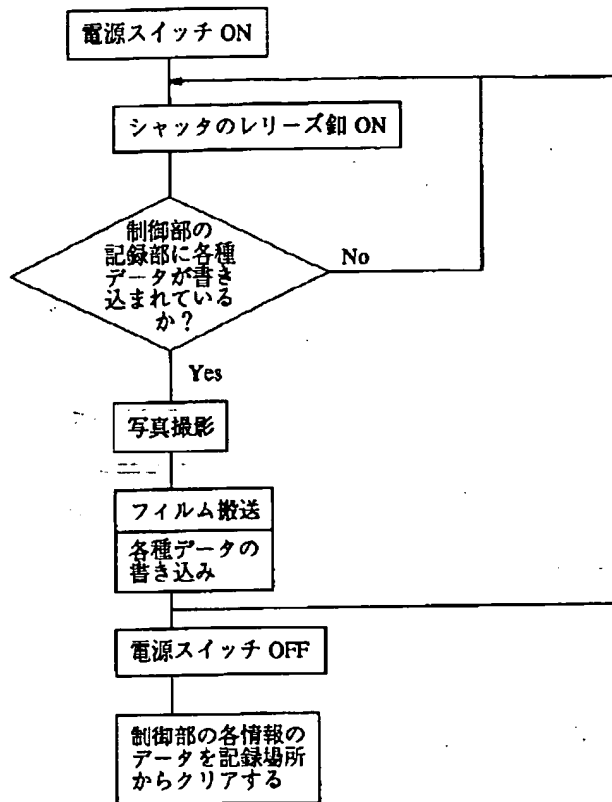 電源スイッチ ON
シャッタのレリーズ釦 ON
制御部の
記録部に各種
データが書き
込まれている
か?
No
Yes
写真撮影
フィルム搬送
各種データの
書き込み
電源スイッチ OFF
制御部の各情報の
データを記録場所
からクリアする